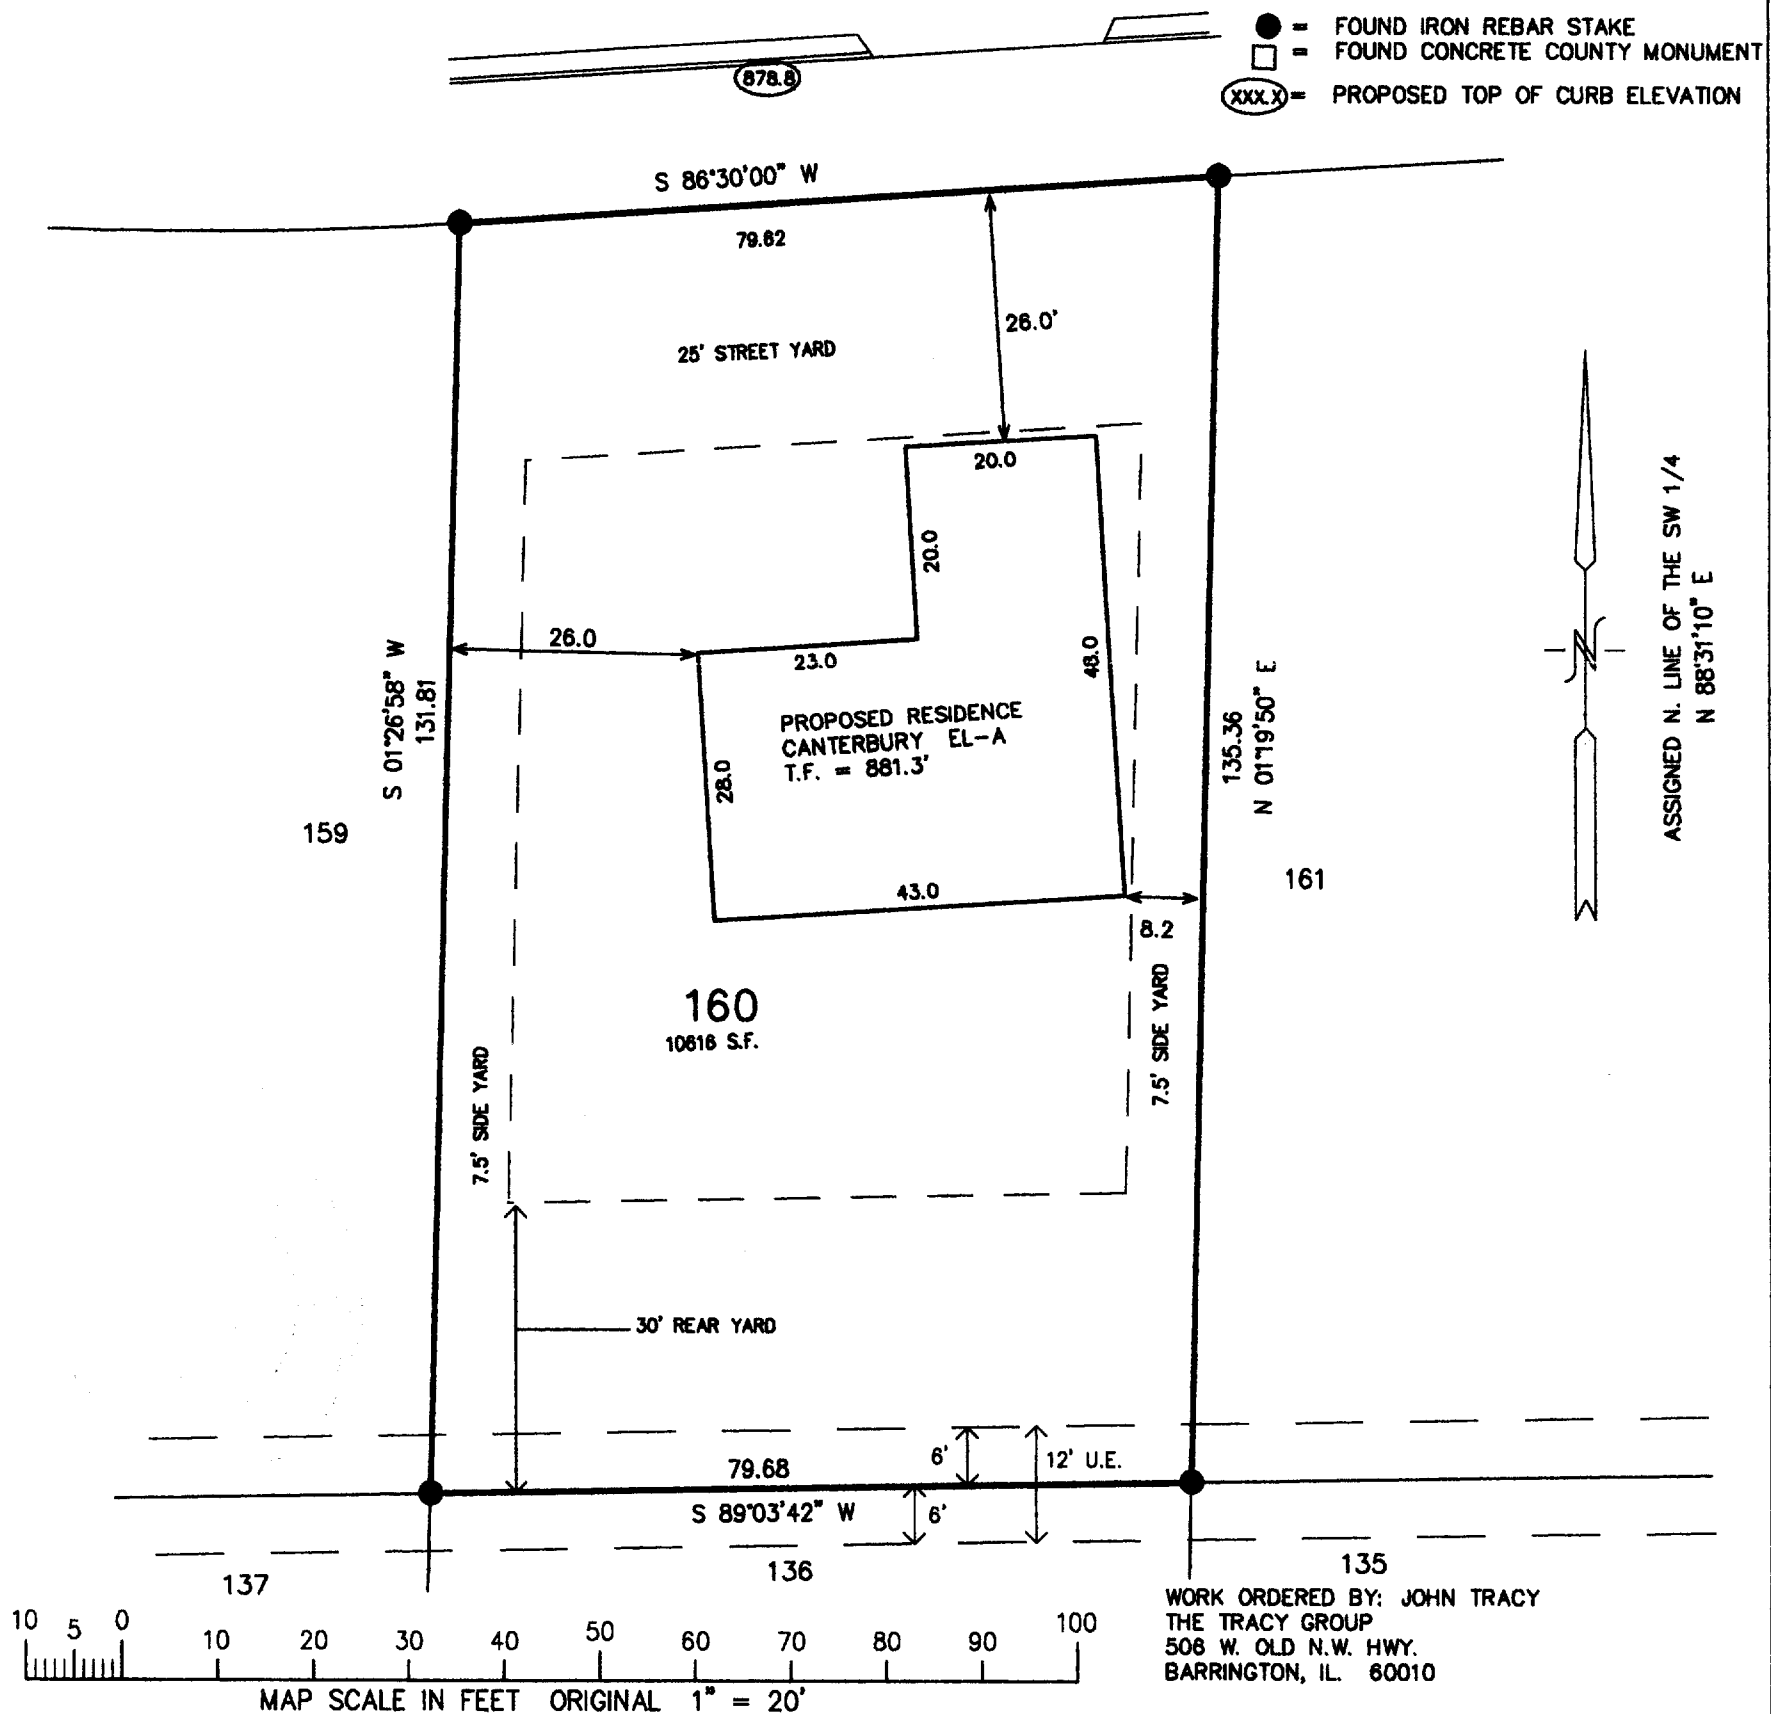 ● = FOUND IRON REBAR STAKE
□ = FOUND CONCRETE COUNTY MONUMENT
XXX.X = PROPOSED TOP OF CURB ELEVATION
878.8
S 86°30'00" W
79.62
26.0'
25' STREET YARD
20.0
20.0
26.0
23.0
48.0
S 01°26'58" W
131.81
PROPOSED RESIDENCE
CANTERBURY EL-A
T.F. = 881.3'
28.0
135.36
N 01°19'50" E
ASSIGNED N. LINE OF THE SW 1/4
N 88°31'10" E
N
159
161
43.0
8.2
160
10616 S.F.
7.5' SIDE YARD
7.5' SIDE YARD
30' REAR YARD
79.68
6'
12' U.E.
S 89°03'42" W
6'
137
136
135
WORK ORDERED BY: JOHN TRACY
THE TRACY GROUP
506 W. OLD N.W. HWY.
BARRINGTON, IL. 60010
10 5 0 10 20 30 40 50 60 70 80 90 100
MAP SCALE IN FEET ORIGINAL 1" = 20'